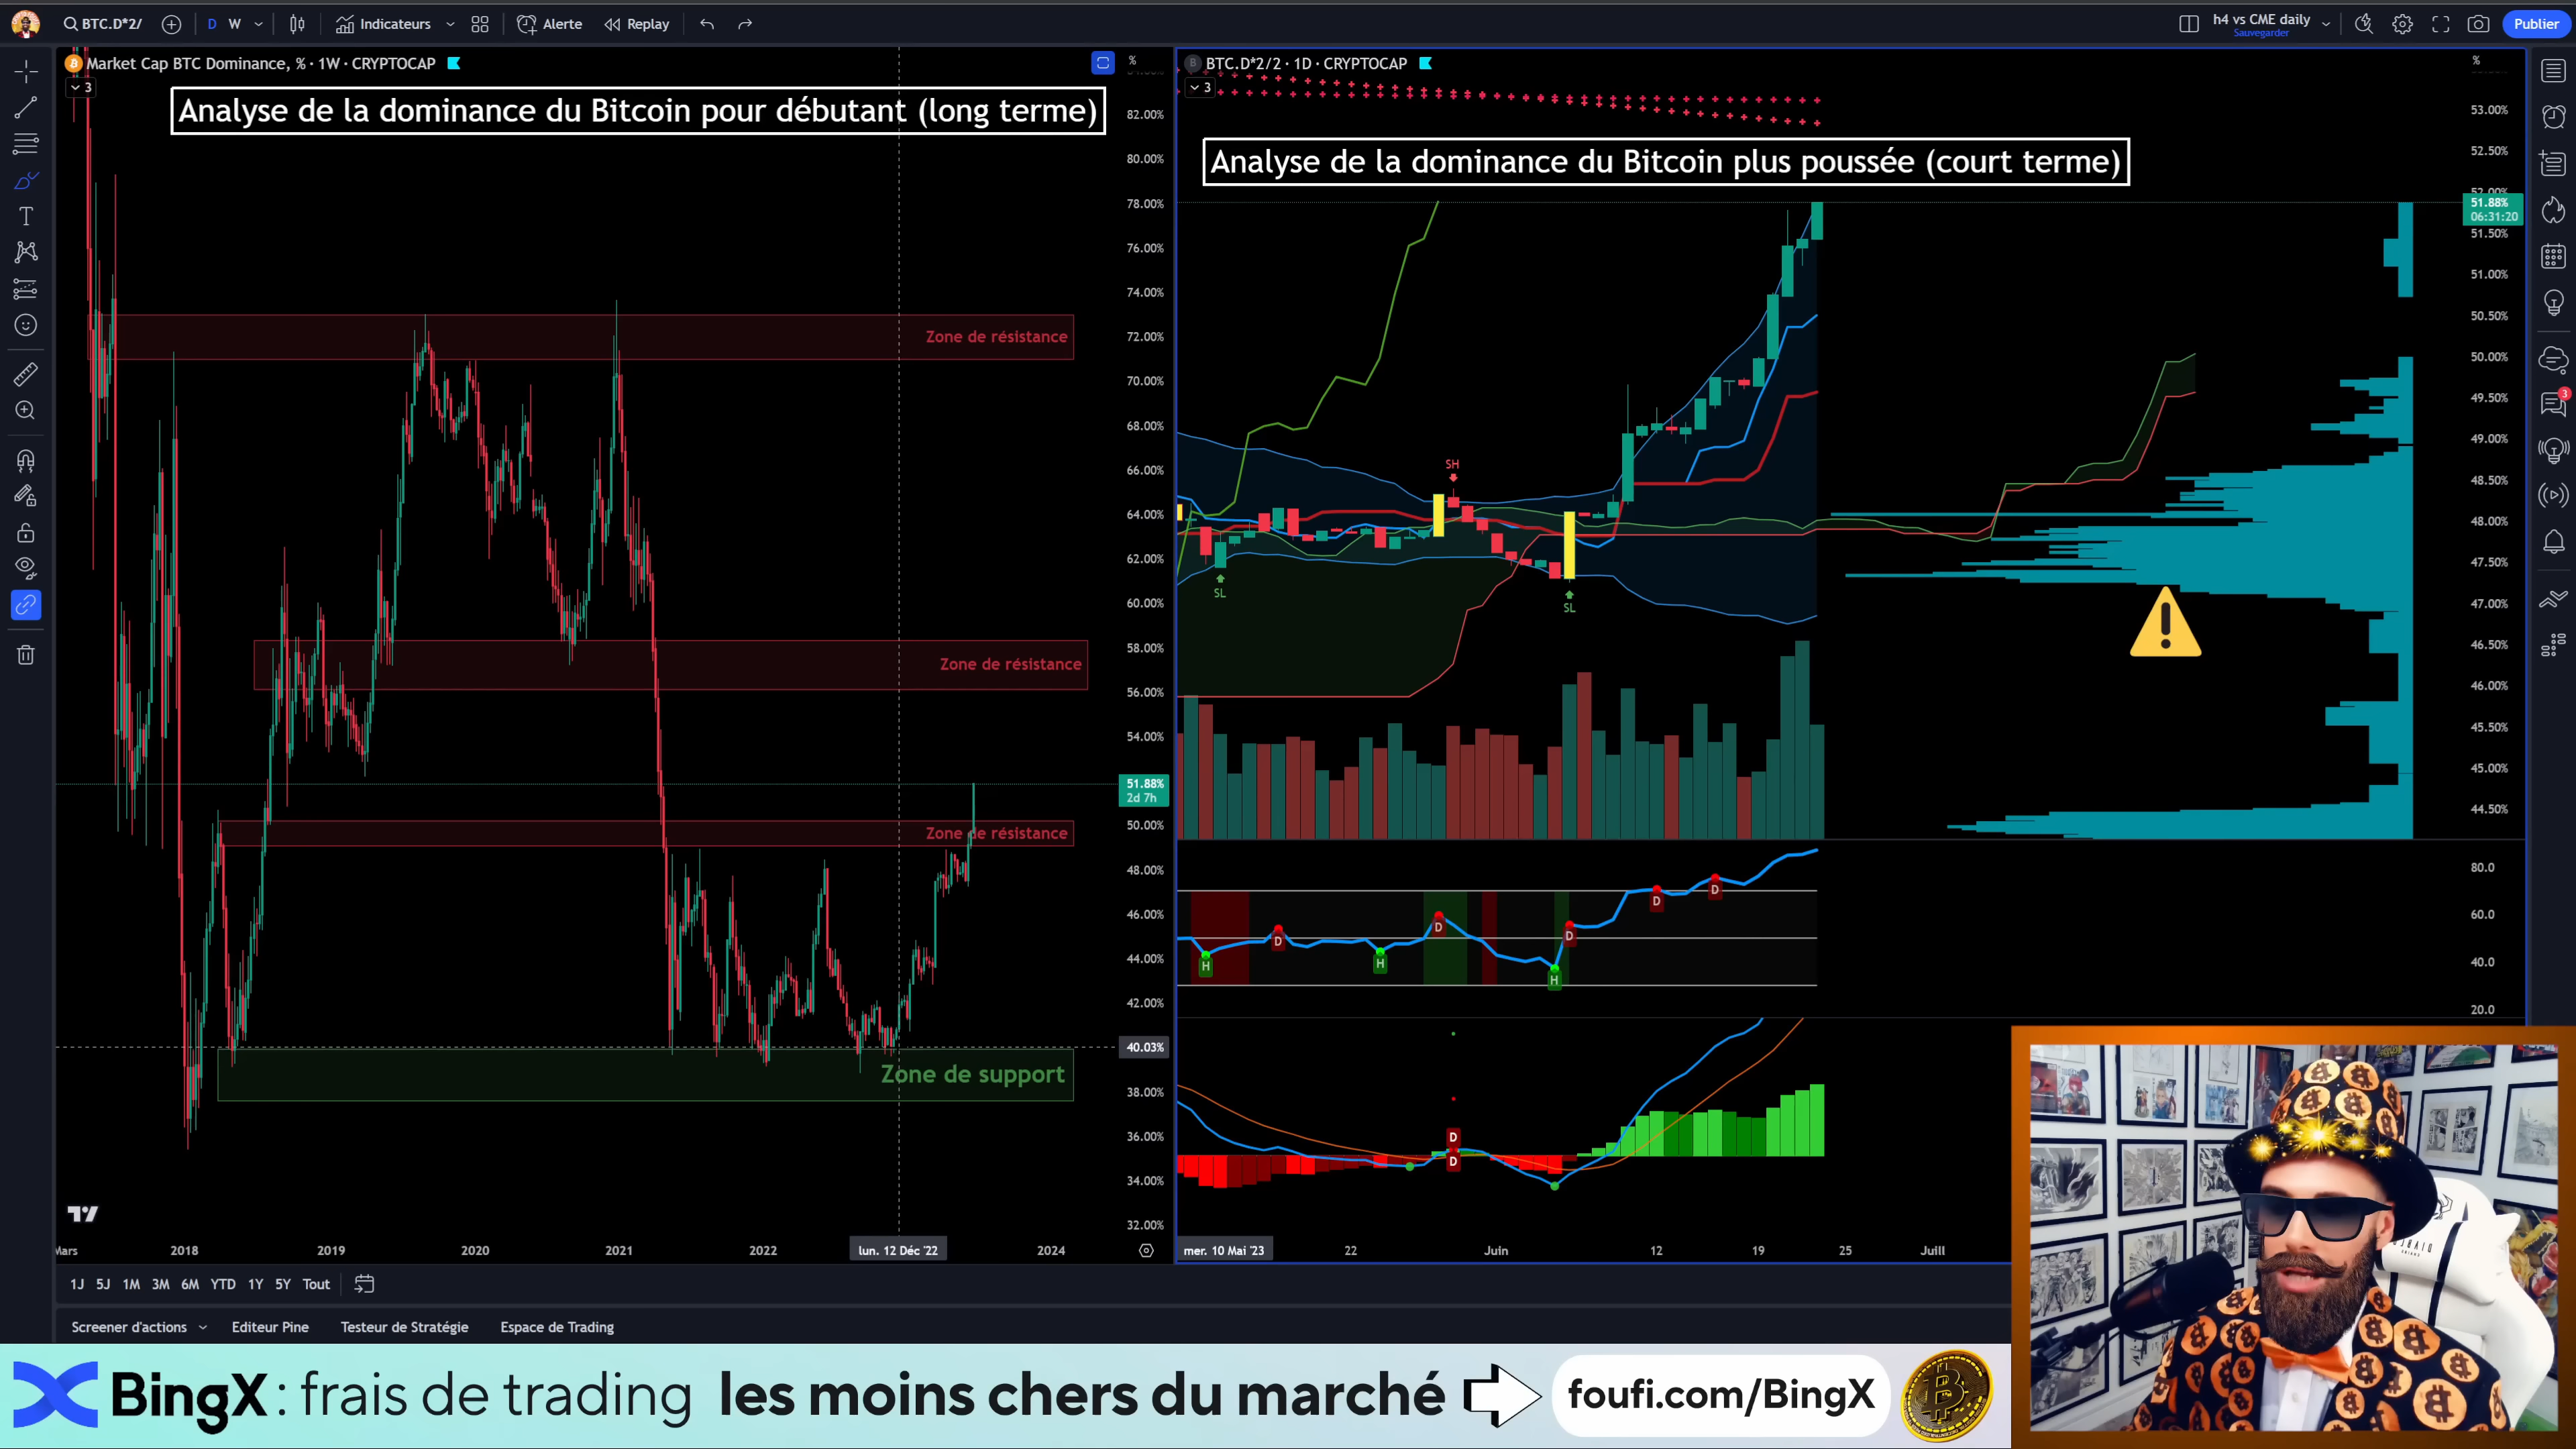 BTC.D*2/
D W
Indicateurs
Alerte
Replay
h4 vs CME daily
Sauvegarder
Publier
Market Cap BTC Dominance, % · 1W · CRYPTOCAP
3
%
Analyse de la dominance du Bitcoin pour débutant (long terme)
82.00%
80.00%
78.00%
76.00%
74.00%
72.00%
70.00%
68.00%
66.00%
64.00%
62.00%
60.00%
58.00%
56.00%
54.00%
51.88%
2d 7h
50.00%
48.00%
46.00%
44.00%
42.00%
40.03%
38.00%
36.00%
34.00%
32.00%
Zone de résistance
Zone de résistance
Zone de résistance
Zone de support
Mars
2018
2019
2020
2021
2022
lun. 12 Déc '22
2024
BTC.D*2/2 · 1D · CRYPTOCAP
3
%
Analyse de la dominance du Bitcoin plus poussée (court terme)
53.00%
52.50%
52.00%
51.88%
06:31:20
51.50%
51.00%
50.50%
50.00%
49.50%
49.00%
48.50%
48.00%
47.50%
47.00%
46.50%
46.00%
45.50%
45.00%
44.50%
SH
SL
SL
80.0
60.0
40.0
20.0
H
D
H
D
H
D
D
D
D
D
mer. 10 Mai '23
22
Juin
12
19
25
Juill
3
1J 5J 1M 3M 6M YTD 1Y 5Y Tout
Screener d'actions
Editeur Pine
Testeur de Stratégie
Espace de Trading
BingX : frais de trading les moins chers du marché
foufi.com/BingX